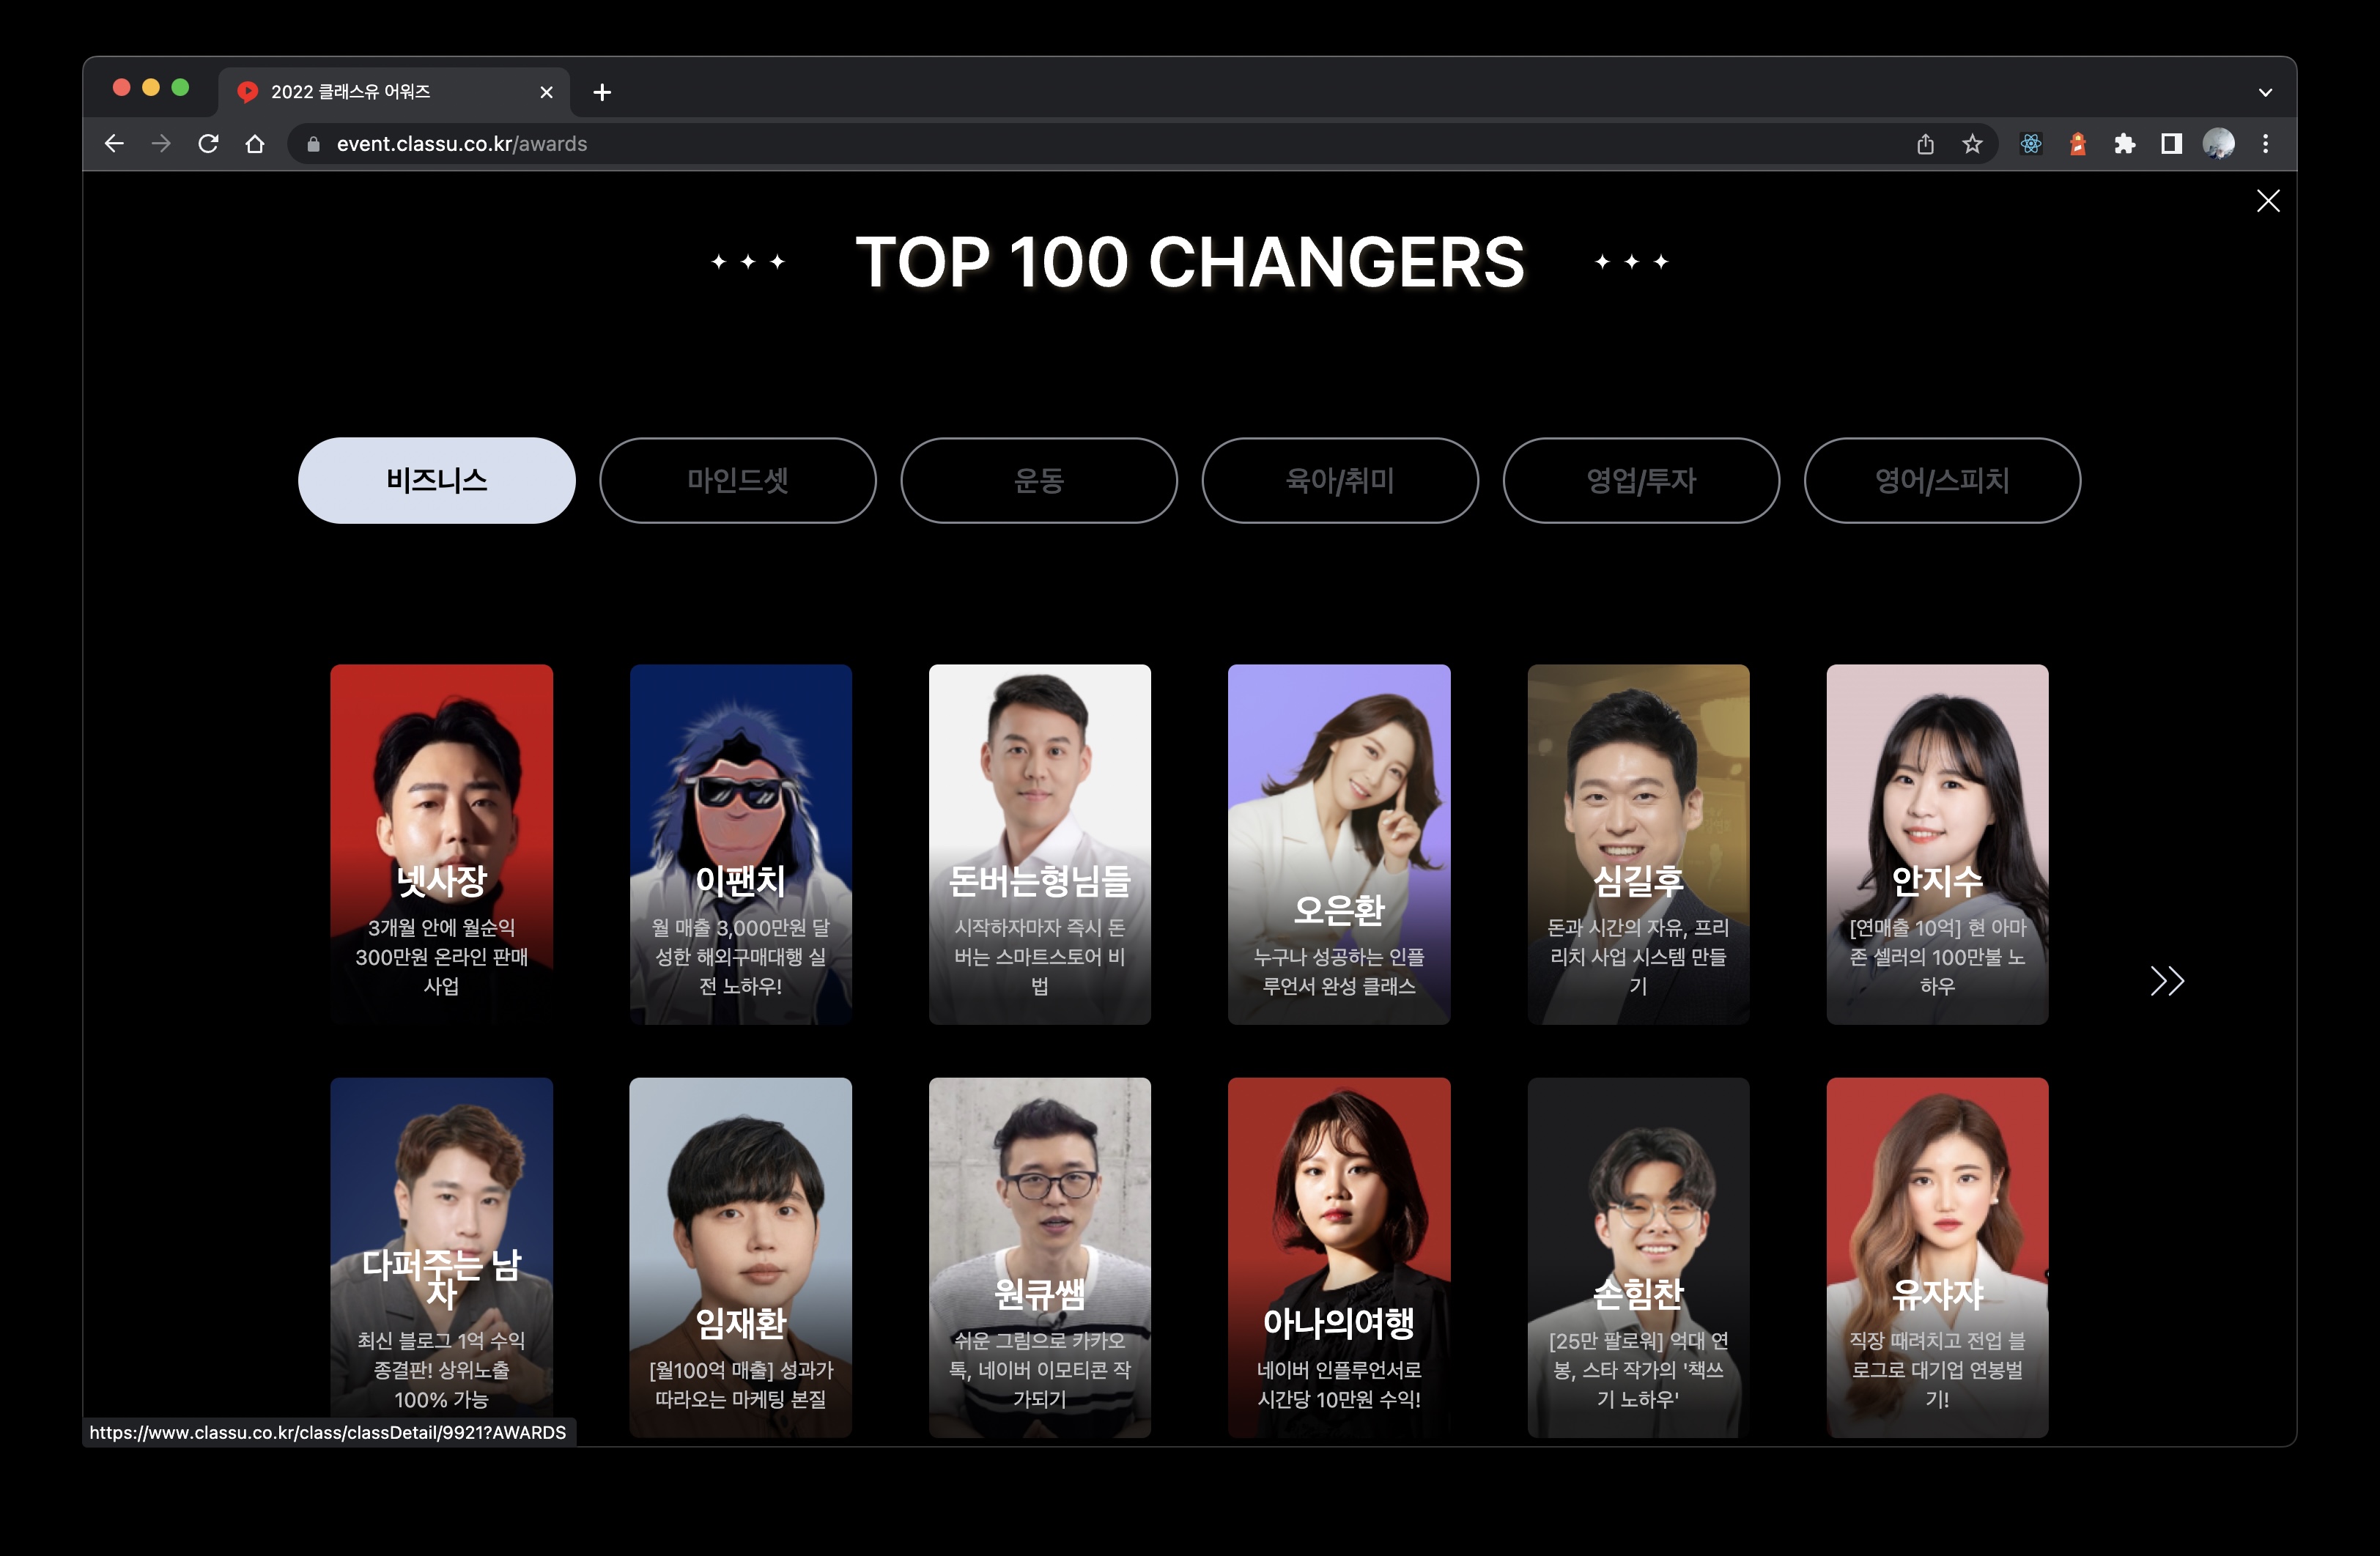 2022 클래스유 어워즈
event.classu.co.kr/awards
TOP 100 CHANGERS
비즈니스
마인드셋
운동
육아/취미
영업/투자
영어/스피치
넷사장
3개월 안에 월순익
300만원 온라인 판매
사업
이팬치
월 매출 3,000만원 달
성한 해외구매대행 실
전 노하우!
돈버는형님들
시작하자마자 즉시 돈
버는 스마트스토어 비
법
오은환
누구나 성공하는 인플
루언서 완성 클래스
심길후
돈과 시간의 자유, 프리
리치 사업 시스템 만들
기
안지수
[연매출 10억] 현 아마
존 셀러의 100만불 노
하우
다퍼주는 남
자
최신 블로그 1억 수익
종결판! 상위노출
100% 가능
임재환
[월100억 매출] 성과가
따라오는 마케팅 본질
원큐쌤
쉬운 그림으로 카카오
톡, 네이버 이모티콘 작
가되기
아나의여행
네이버 인플루언서로
시간당 10만원 수익!
손힘찬
[25만 팔로워] 억대 연
봉, 스타 작가의 '책쓰
기 노하우'
유쟈쟈
직장 때려치고 전업 블
로그로 대기업 연봉벌
기!
https://www.classu.co.kr/class/classDetail/9921?AWARDS